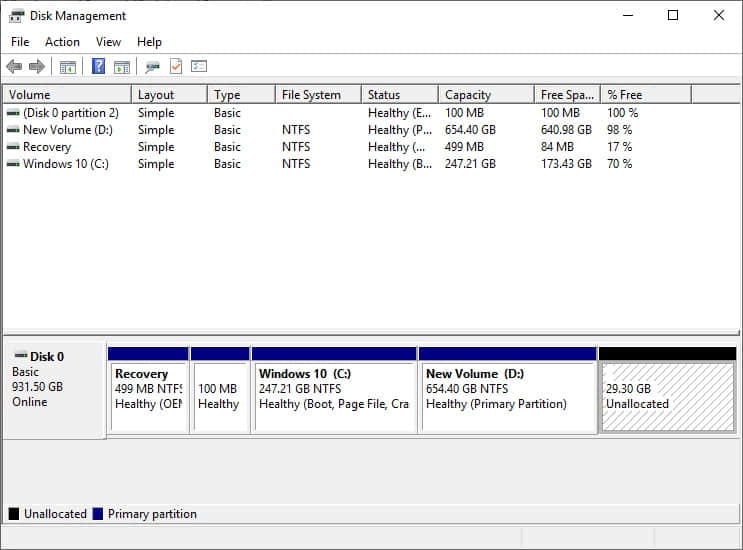 Disk Management
File Action View Help
Volume Layout Type File System Status Capacity Free Spa... % Free
(Disk 0 partition 2) Simple Basic Healthy (E... 100 MB 100 MB 100 %
New Volume (D:) Simple Basic NTFS Healthy (P... 654.40 GB 640.98 GB 98 %
Recovery Simple Basic NTFS Healthy (... 499 MB 84 MB 17 %
Windows 10 (C:) Simple Basic NTFS Healthy (B... 247.21 GB 173.43 GB 70 %
Disk 0
Basic
931.50 GB
Online
Recovery
499 MB NTFS
Healthy (OEM
100 MB
Healthy
Windows 10 (C:)
247.21 GB NTFS
Healthy (Boot, Page File, Cra
New Volume (D:)
654.40 GB NTFS
Healthy (Primary Partition)
29.30 GB
Unallocated
Unallocated Primary partition